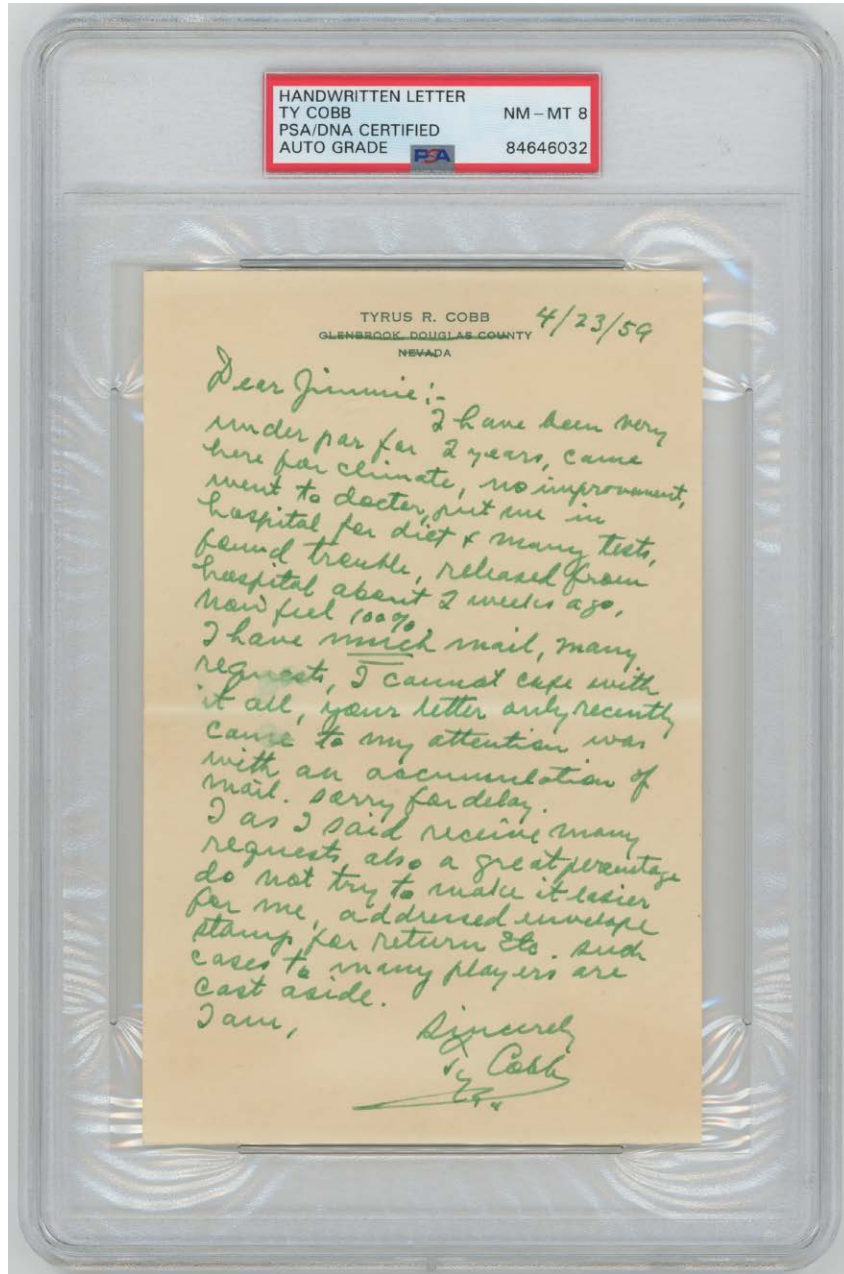 HANDWRITTEN LETTER
TY COBB NM – MT 8
PSA/DNA CERTIFIED
AUTO GRADE PSA 84646032
TYRUS R. COBB 4/23/59
GLENBROOK, DOUGLAS COUNTY
NEVADA
Dear Jimmie:-
I have been very
under par for 2 years, came
here for climate, no improvement,
went to doctor, put me in
hospital for diet & many tests,
found trouble, released from
hospital about 2 weeks ago,
now feel 100%
I have much mail, many
requests, I cannot cope with
it all, your letter only recently
came to my attention was
with an accumulation of
mail. sorry for delay.
I as I said receive many
requests, also a great percentage
do not try to make it easier
for me, addressed envelope
stamp for return Etc. such
cases to many players are
cast aside.
I am, Sincerely
Ty Cobb